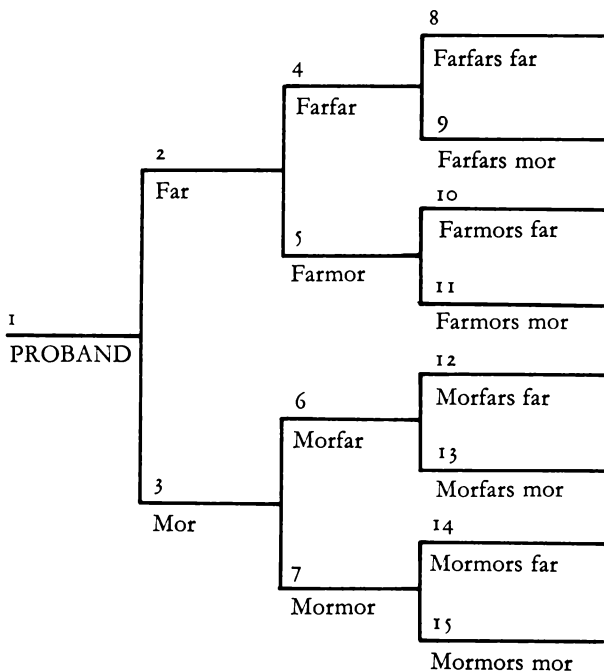 8
Farfars far
4
Farfar
9
Farfars mor
2
Far
10
Farmors far
5
Farmor
11
Farmors mor
1
PROBAND
12
Morfars far
6
Morfar
13
Morfars mor
3
Mor
14
Mormors far
7
Mormor
15
Mormors mor